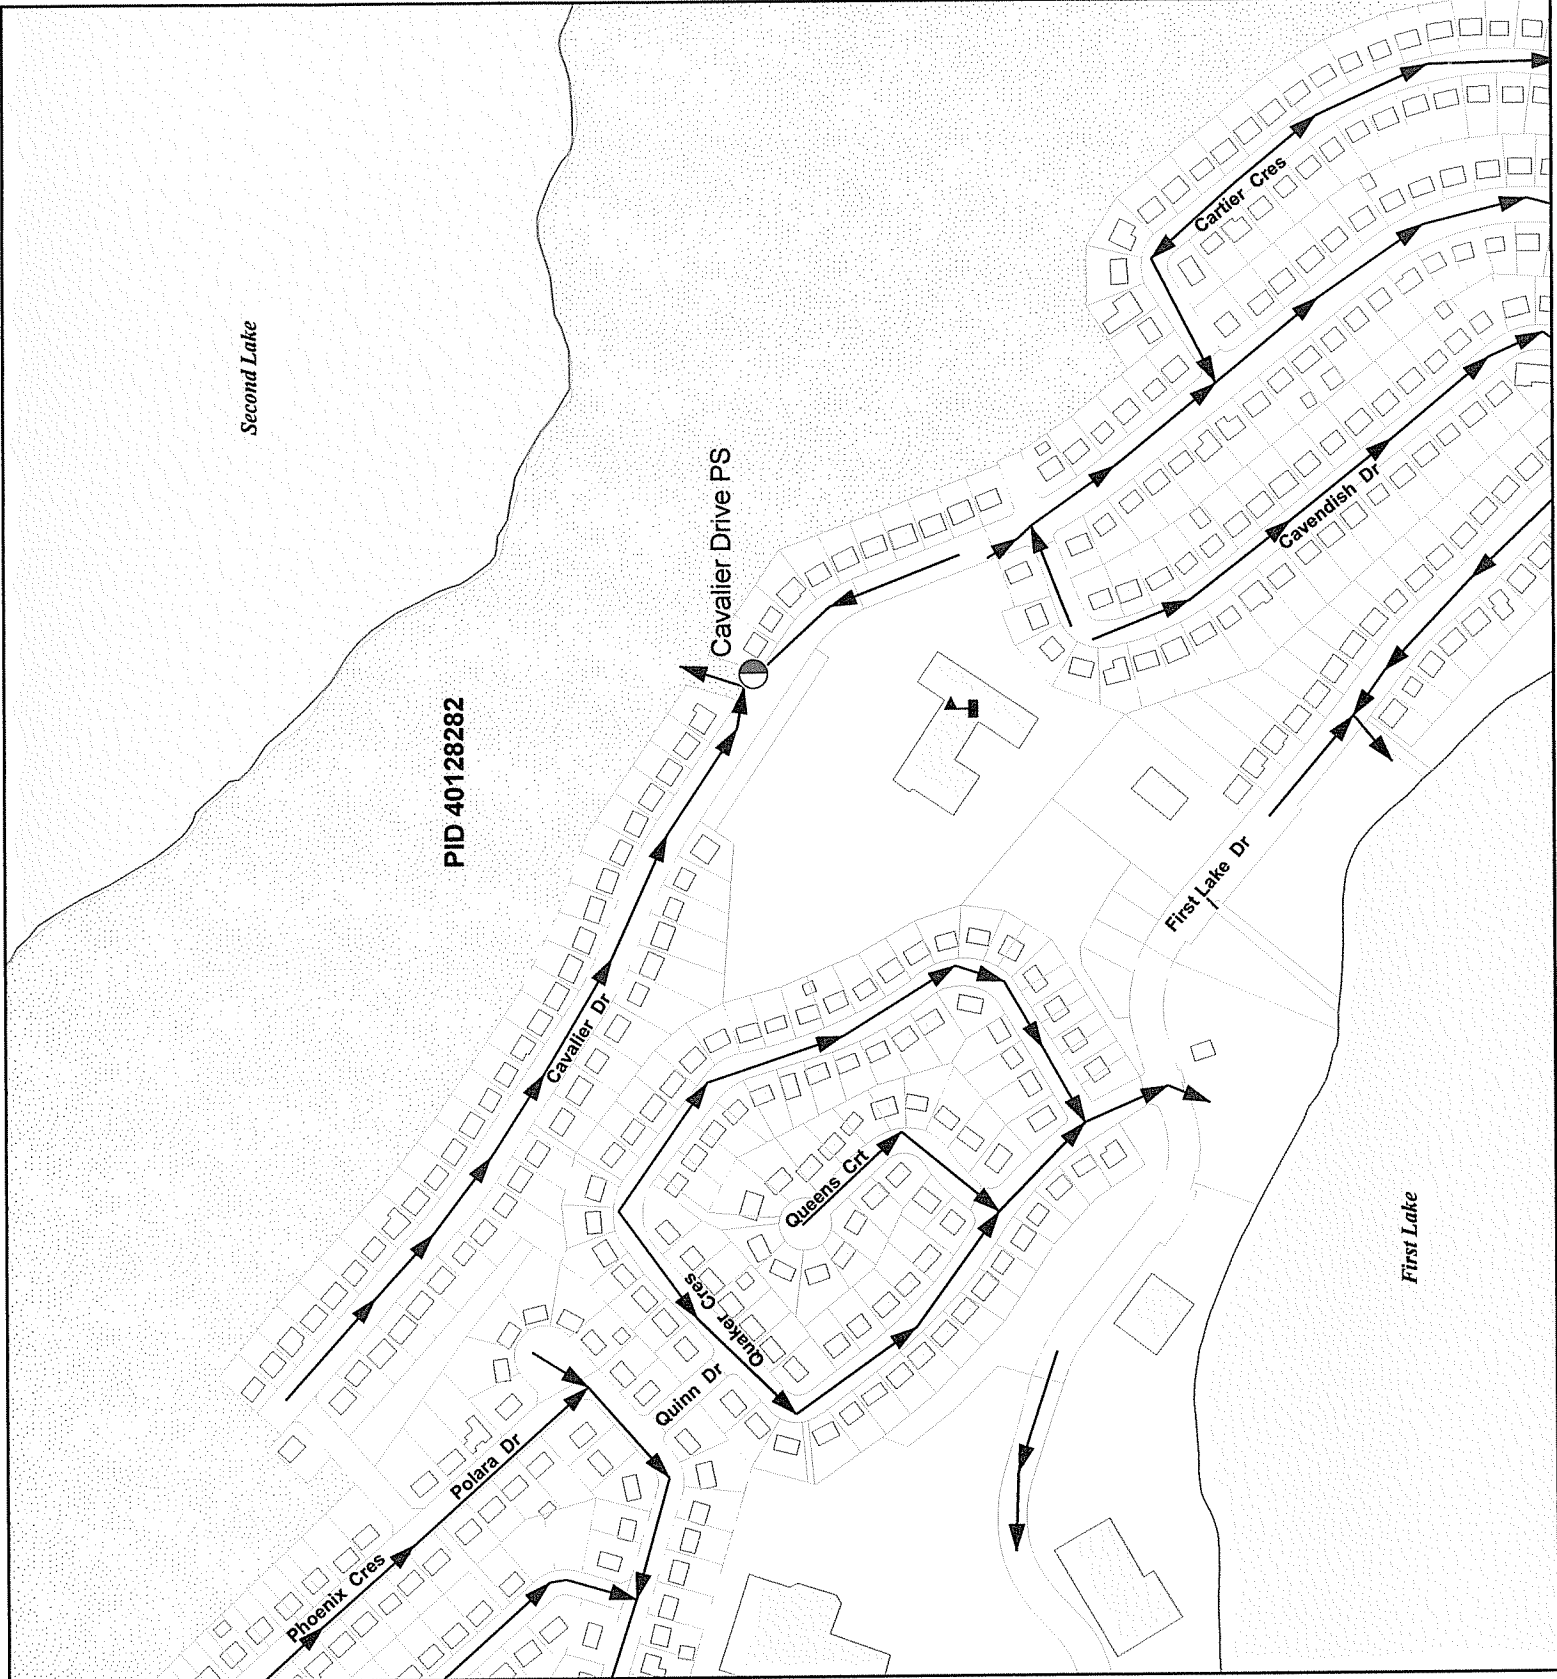 Second Lake
Cartier Cres
Cavalier Drive PS
Cavendish Dr
PID 40128282
First Lake Dr
Cavalier Dr
Queens Crt
Quaker Cres
Quinn Dr
Polara Dr
Phoenix Cres
First Lake